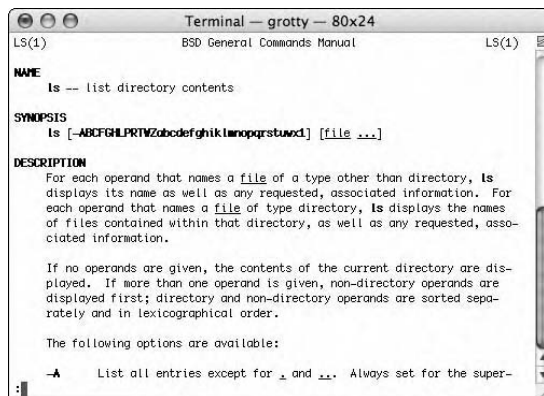 Terminal — grotty — 80x24
LS(1) BSD General Commands Manual LS(1)
NAME
ls -- list directory contents
SYNOPSIS
ls [-ABCFGHLPRTWZabcdefghiklmnopqrstuwx1] [file ...]
DESCRIPTION
For each operand that names a file of a type other than directory, ls
displays its name as well as any requested, associated information. For
each operand that names a file of type directory, ls displays the names
of files contained within that directory, as well as any requested, asso-
ciated information.
If no operands are given, the contents of the current directory are dis-
played. If more than one operand is given, non-directory operands are
displayed first; directory and non-directory operands are sorted sepa-
rately and in lexicographical order.
The following options are available:
-A List all entries except for . and ... Always set for the super-
: